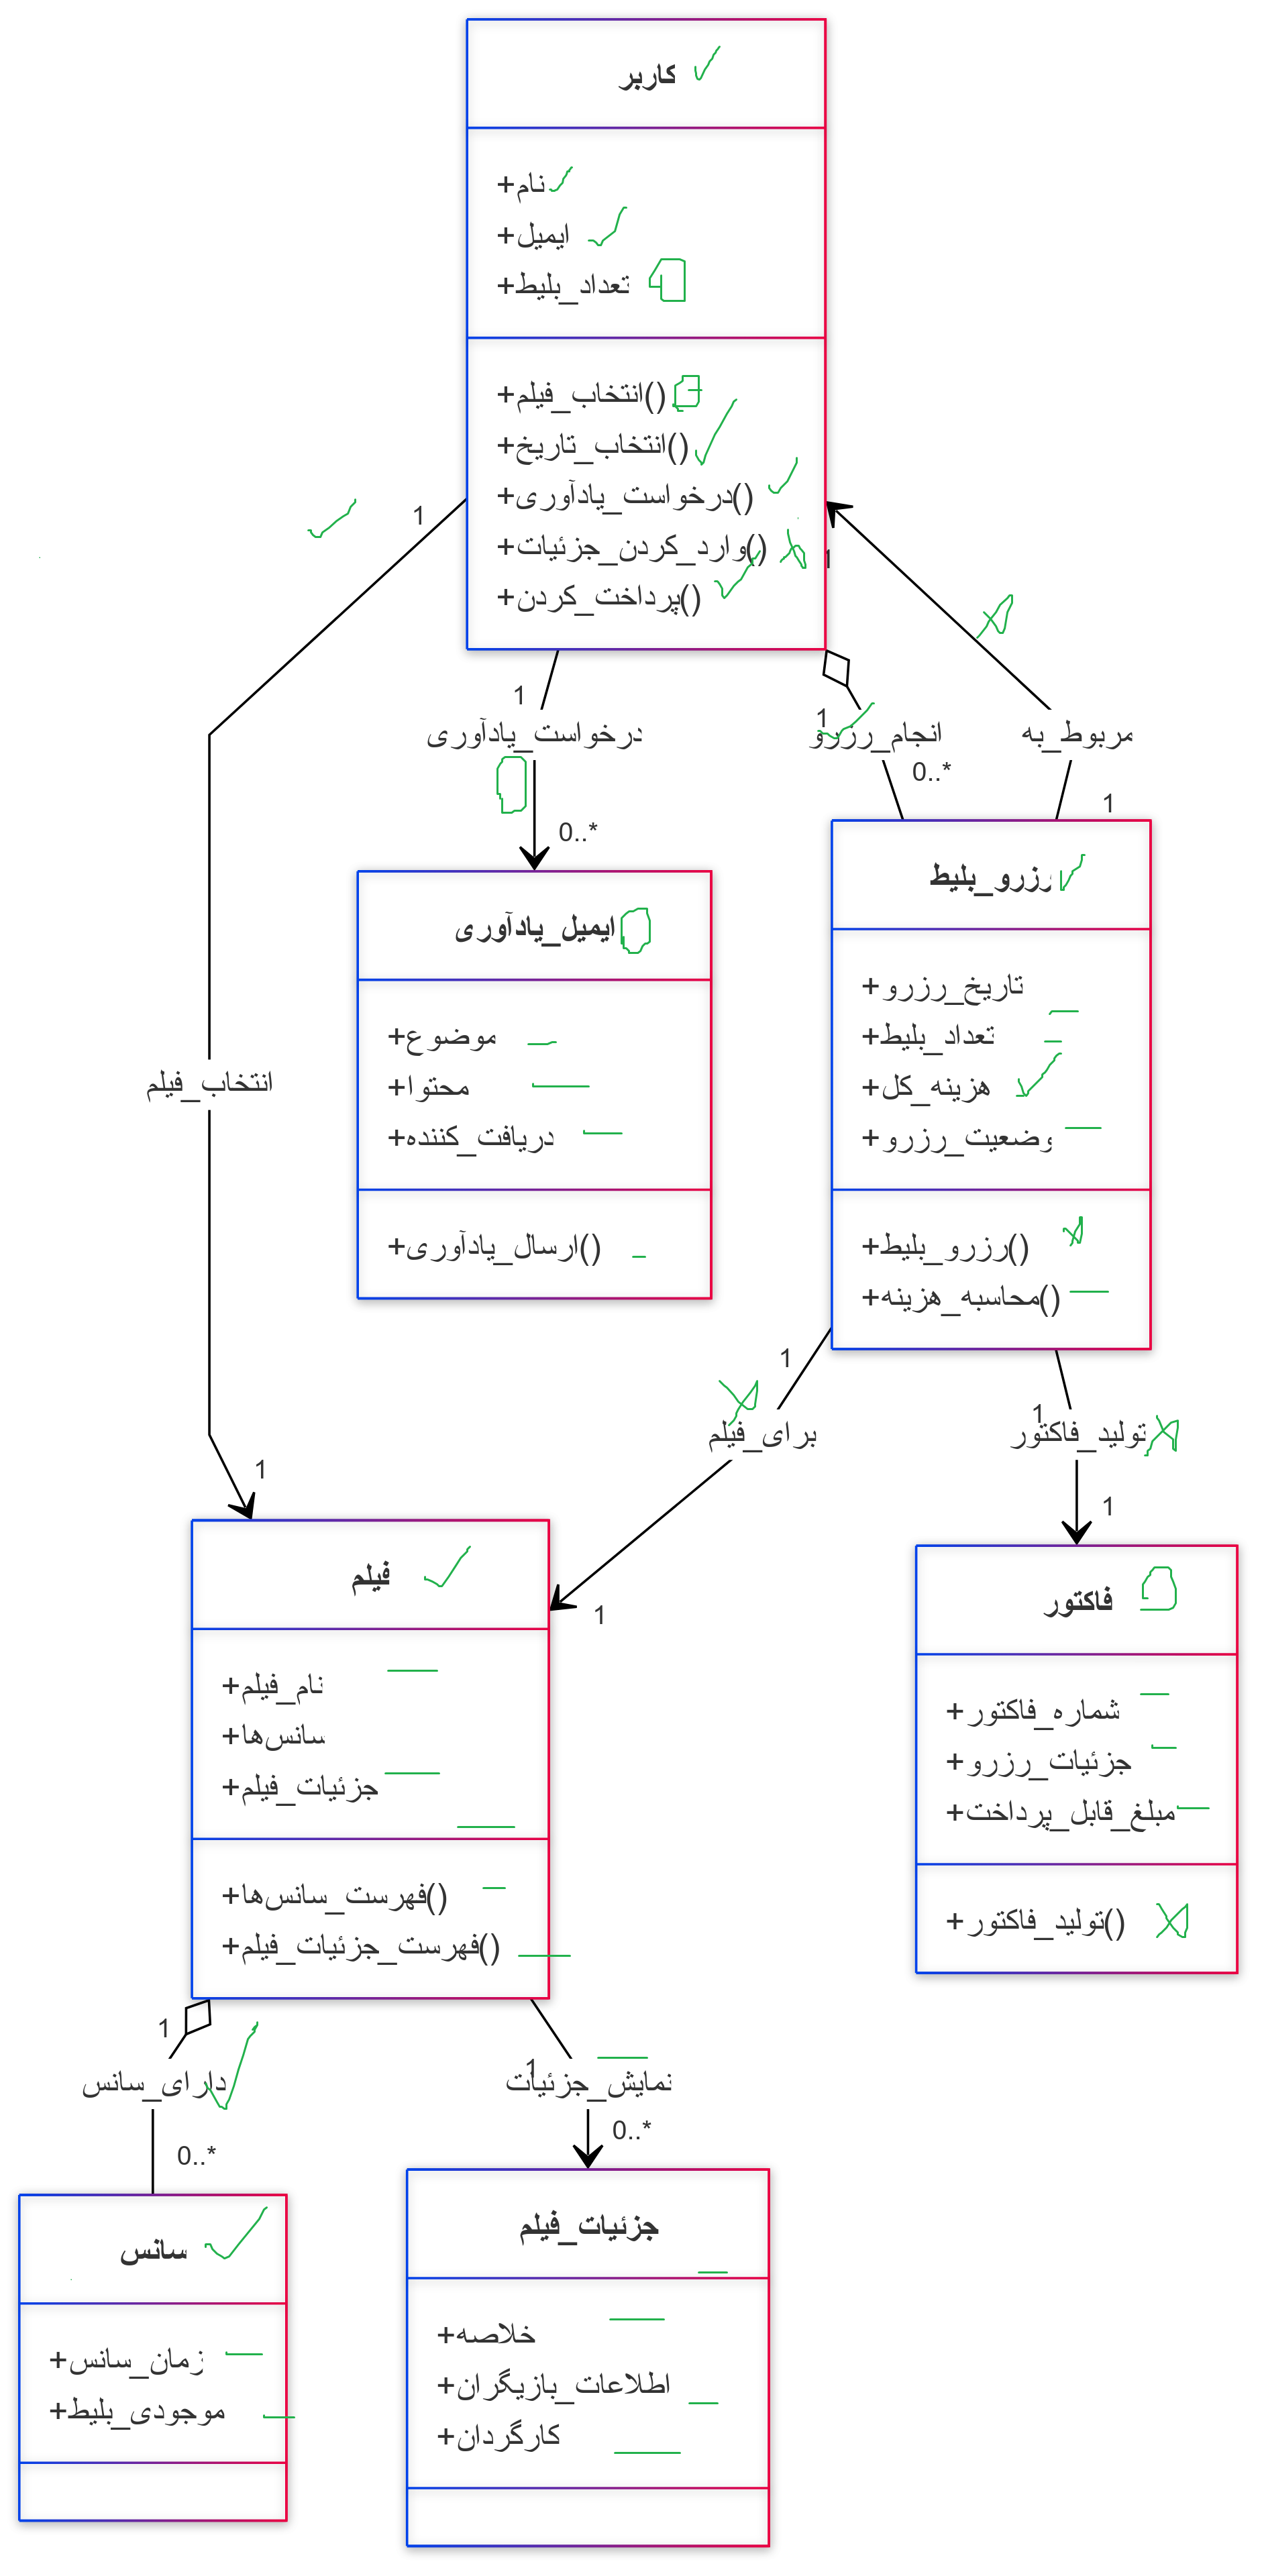 کاربر
+نام
+ایمیل
+تعداد_بلیط
+انتخاب_فیلم()
+انتخاب_تاریخ()
+درخواست_یادآوری()
+وارد_کردن_جزئیات()
+پرداخت_کردن()
1
1
1
درخواست_یادآوری
0..*
1
انجام_رزرو
0..*
مربوط_به
1
ایمیل_یادآوری
+موضوع
+محتوا
+دریافت_کننده
+ارسال_یادآوری()
رزرو_بلیط
+تاریخ_رزرو
+تعداد_بلیط
+هزینه_کل
+وضعیت_رزرو
+رزرو_بلیط()
+محاسبه_هزینه()
انتخاب_فیلم
1
1
برای_فیلم
1
1
تولید_فاکتور
1
فیلم
+نام_فیلم
+سانس‌ها
+جزئیات_فیلم
+فهرست_سانس‌ها()
+فهرست_جزئیات_فیلم()
فاکتور
+شماره_فاکتور
+جزئیات_رزرو
+مبلغ_قابل_پرداخت
+تولید_فاکتور()
1
دارای_سانس
0..*
1
نمایش_جزئیات
0..*
سانس
+زمان_سانس
+موجودی_بلیط
جزئیات_فیلم
+خلاصه
+اطلاعات_بازیگران
+کارگردان